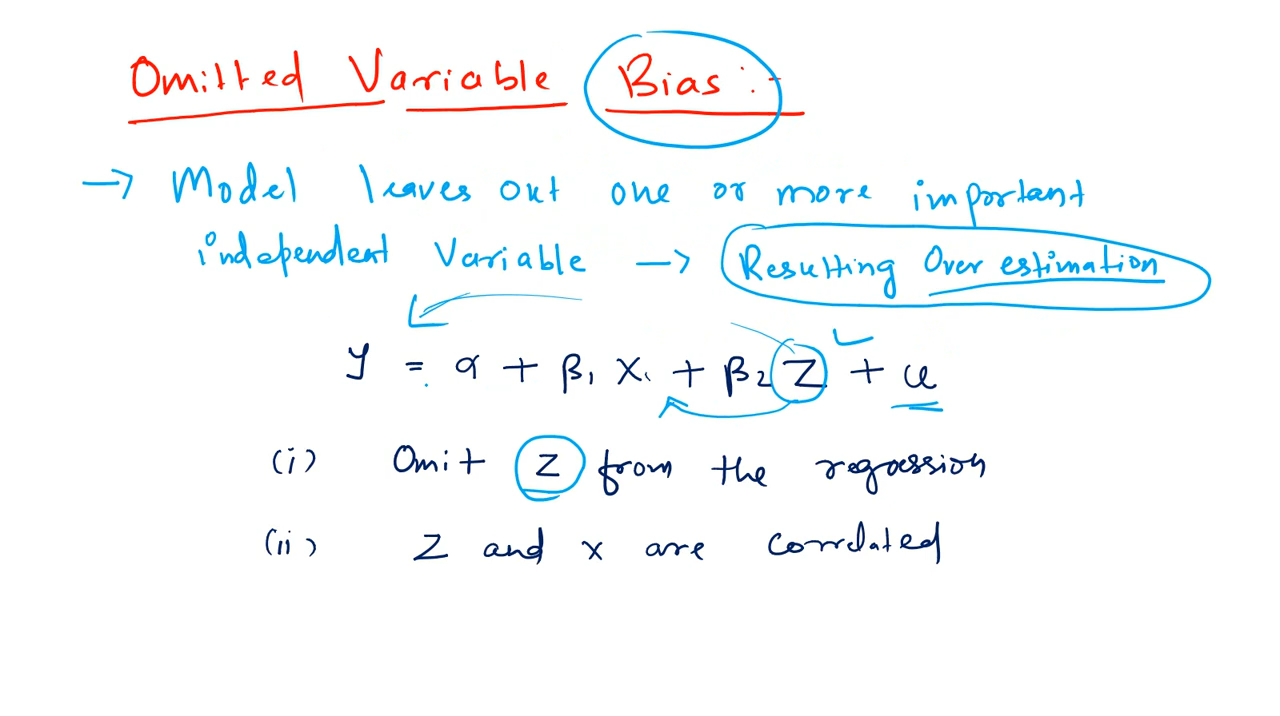 Omitted Variable Bias :-
→ Model leaves out one or more important
independent Variable → Resulting Over estimation
Y = α + β₁ X₁ + β₂ Z + u
(i) Omit Z from the regression
(ii) Z and x are correlated